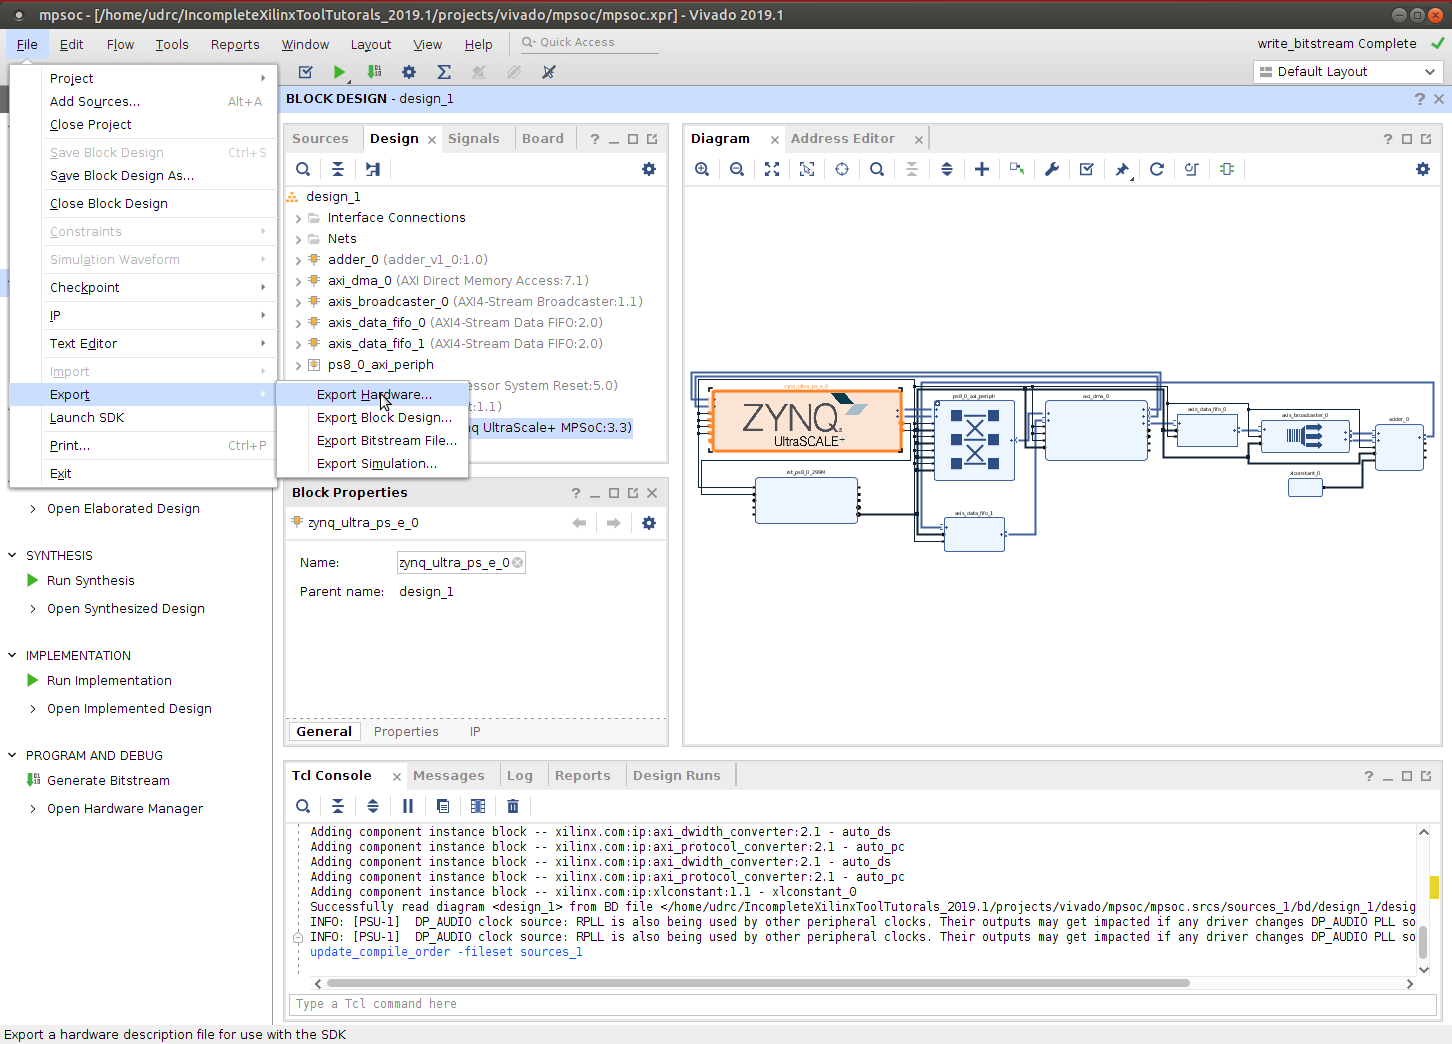 mpsoc - [/home/udrc/IncompleteXilinxToolTutorals_2019.1/projects/vivado/mpsoc/mpsoc.xpr] - Vivado 2019.1
File Edit Flow Tools Reports Window Layout View Help Quick Access write_bitstream Complete
Default Layout
Project
Add Sources... Alt+A
Close Project
Save Block Design Ctrl+S
Save Block Design As...
Close Block Design
Constraints
Simulation Waveform
Checkpoint
IP
Text Editor
Import
Export
Launch SDK
Print... Ctrl+P
Exit
Export Hardware...
Export Block Design...
Export Bitstream File...
Export Simulation...
Open Elaborated Design
SYNTHESIS
Run Synthesis
Open Synthesized Design
IMPLEMENTATION
Run Implementation
Open Implemented Design
PROGRAM AND DEBUG
Generate Bitstream
Open Hardware Manager
BLOCK DESIGN - design_1
Sources Design Signals Board
design_1
Interface Connections
Nets
adder_0 (adder_v1_0:1.0)
axi_dma_0 (AXI Direct Memory Access:7.1)
axis_broadcaster_0 (AXI4-Stream Broadcaster:1.1)
axis_data_fifo_0 (AXI4-Stream Data FIFO:2.0)
axis_data_fifo_1 (AXI4-Stream Data FIFO:2.0)
ps8_0_axi_periph
essor System Reset:5.0)
t:1.1)
nq UltraScale+ MPSoC:3.3)
Block Properties
zynq_ultra_ps_e_0
Name: zynq_ultra_ps_e_0
Parent name: design_1
General Properties IP
Diagram Address Editor
zynq_ultra_ps_e_0
ZYNQ
UltraSCALE+
ps8_0_axi_periph
axi_dma_0
axis_data_fifo_0
axis_broadcaster_0
adder_0
rst_ps8_0_299M
xlconstant_0
axis_data_fifo_1
Tcl Console Messages Log Reports Design Runs
Adding component instance block -- xilinx.com:ip:axi_dwidth_converter:2.1 - auto_ds
Adding component instance block -- xilinx.com:ip:axi_protocol_converter:2.1 - auto_pc
Adding component instance block -- xilinx.com:ip:axi_dwidth_converter:2.1 - auto_ds
Adding component instance block -- xilinx.com:ip:axi_protocol_converter:2.1 - auto_pc
Adding component instance block -- xilinx.com:ip:xlconstant:1.1 - xlconstant_0
Successfully read diagram <design_1> from BD file </home/udrc/IncompleteXilinxToolTutorals_2019.1/projects/vivado/mpsoc/mpsoc.srcs/sources_1/bd/design_1/desig
INFO: [PSU-1]  DP_AUDIO clock source: RPLL is also being used by other peripheral clocks. Their outputs may get impacted if any driver changes DP_AUDIO PLL so
INFO: [PSU-1]  DP_AUDIO clock source: RPLL is also being used by other peripheral clocks. Their outputs may get impacted if any driver changes DP_AUDIO PLL so
update_compile_order -fileset sources_1
Type a Tcl command here
Export a hardware description file for use with the SDK